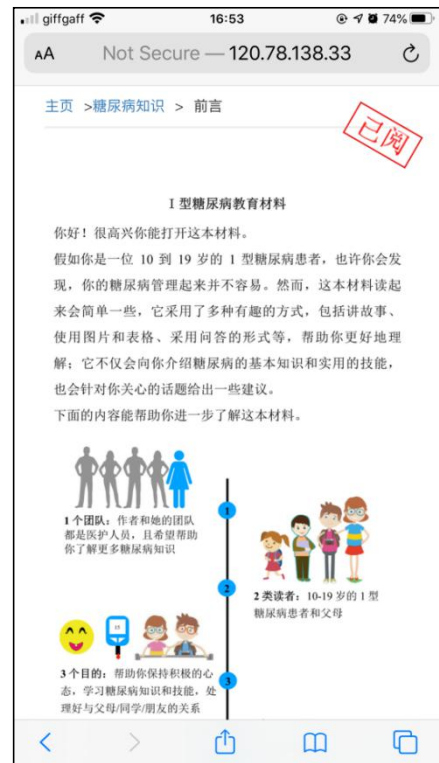 giffgaff 16:53 74%
AA Not Secure — 120.78.138.33
主页 >糖尿病知识 > 前言
已阅
I 型糖尿病教育材料
你好！很高兴你能打开这本材料。
假如你是一位 10 到 19 岁的 1 型糖尿病患者，也许你会发
现，你的糖尿病管理起来并不容易。然而，这本材料读起
来会简单一些，它采用了多种有趣的方式，包括讲故事、
使用图片和表格、采用问答的形式等，帮助你更好地理
解；它不仅会向你介绍糖尿病的基本知识和实用的技能，
也会针对你关心的话题给出一些建议。
下面的内容能帮助你进一步了解这本材料。
1 个团队：作者和她的团队
都是医护人员，且希望帮助
你了解更多糖尿病知识
1
2
2 类读者：10-19 岁的 1 型
糖尿病患者和父母
15
3 个目的：帮助你保持积极的心
态，学习糖尿病知识和技能，处
理好与父母/同学/朋友的关系
3